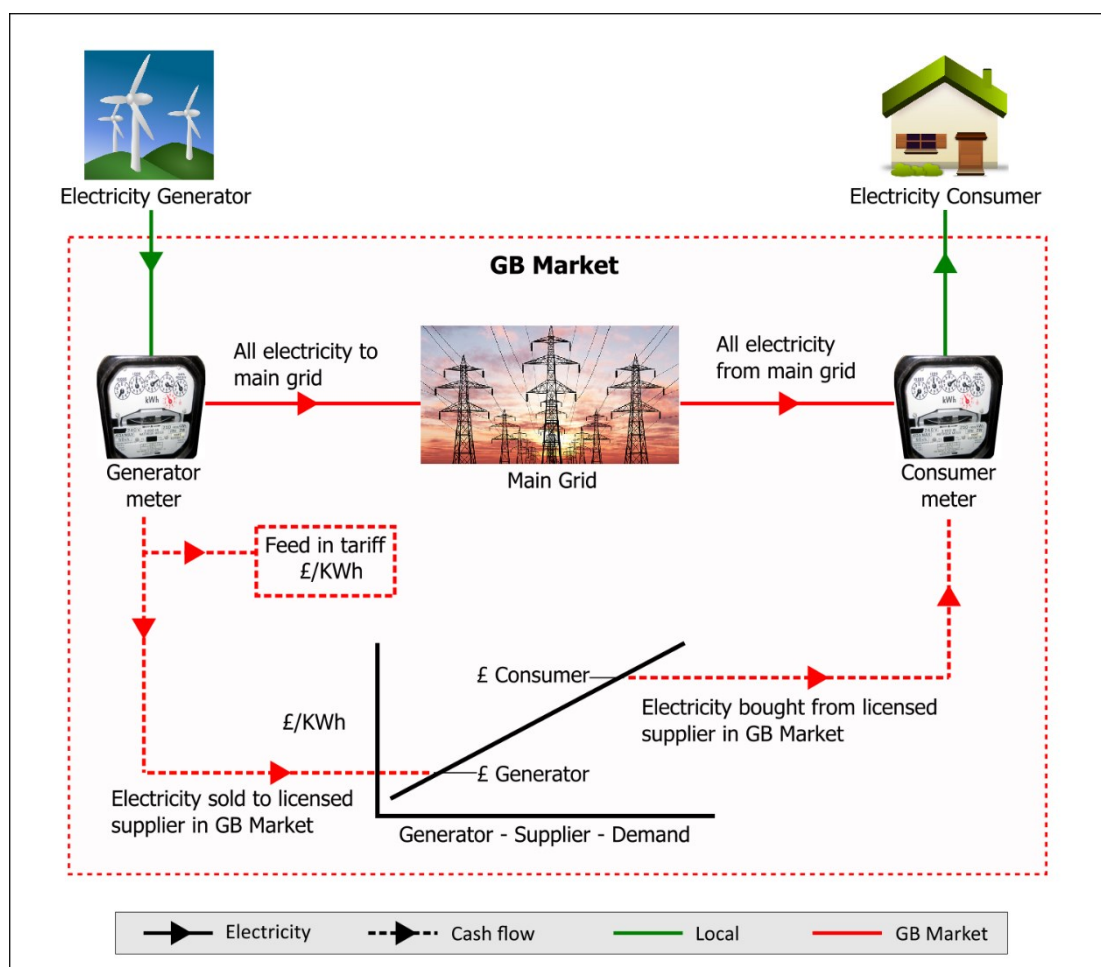 Electricity Generator
Electricity Consumer
GB Market
All electricity to
main grid
All electricity
from main grid
kWh
kWh
Generator
meter
Main Grid
Consumer
meter
Feed in tariff
£/KWh
£ Consumer
£/KWh
Electricity bought from licensed
supplier in GB Market
£ Generator
Electricity sold to licensed
supplier in GB Market
Generator - Supplier - Demand
Electricity
Cash flow
Local
GB Market